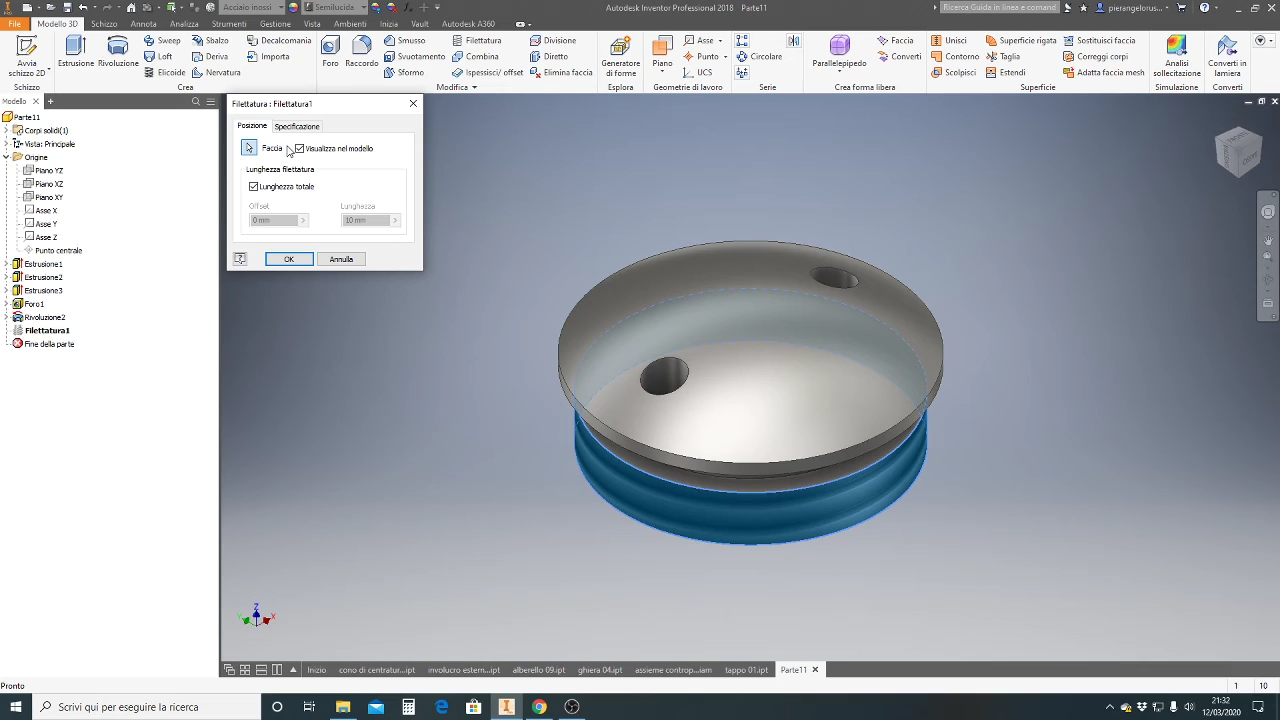 Acciaio inossi
Semilucida
Autodesk Inventor Professional 2018 Parte11
Ricerca Guida in linea e comand
pierangelorus...
File
Modello 3D
Schizzo
Annota
Analizza
Strumenti
Gestione
Vista
Ambienti
Inizia
Vault
Autodesk A360
Avvia
schizzo 2D
Estrusione
Rivoluzione
Sweep
Loft
Elicoide
Sbalzo
Deriva
Nervatura
Decalcomania
Importa
Foro
Raccordo
Smusso
Svuotamento
Sformo
Filettatura
Combina
Ispessisci/ offset
Divisione
Diretto
Elimina faccia
Generatore
di forme
Piano
Asse
Punto
UCS
Circolare
Parallelepipedo
Faccia
Converti
Unisci
Contorno
Scolpisci
Superficie rigata
Taglia
Estendi
Sostituisci faccia
Correggi corpi
Adatta faccia mesh
Analisi
sollecitazione
Converti in
lamiera
Schizzo
Crea
Modifica
Esplora
Geometrie di lavoro
Serie
Crea forma libera
Superficie
Simulazione
Converti
Modello
Parte11
Corpi solidi(1)
Vista: Principale
Origine
Piano YZ
Piano XZ
Piano XY
Asse X
Asse Y
Asse Z
Punto centrale
Estrusione1
Estrusione2
Estrusione3
Foro1
Rivoluzione2
Filettatura1
Fine della parte
Filettatura : Filettatura1
Posizione
Specificazione
Faccia
Visualizza nel modello
Lunghezza filettatura
Lunghezza totale
Offset
Lunghezza
0 mm
10 mm
OK
Annulla
Z
Y
X
Inizio
cono di centratur...ipt
involucro estern...ipt
alberello 09.ipt
ghiera 04.ipt
assieme controp...iam
tappo 01.ipt
Parte11
Pronto
1
10
Scrivi qui per eseguire la ricerca
21:32
12/03/2020